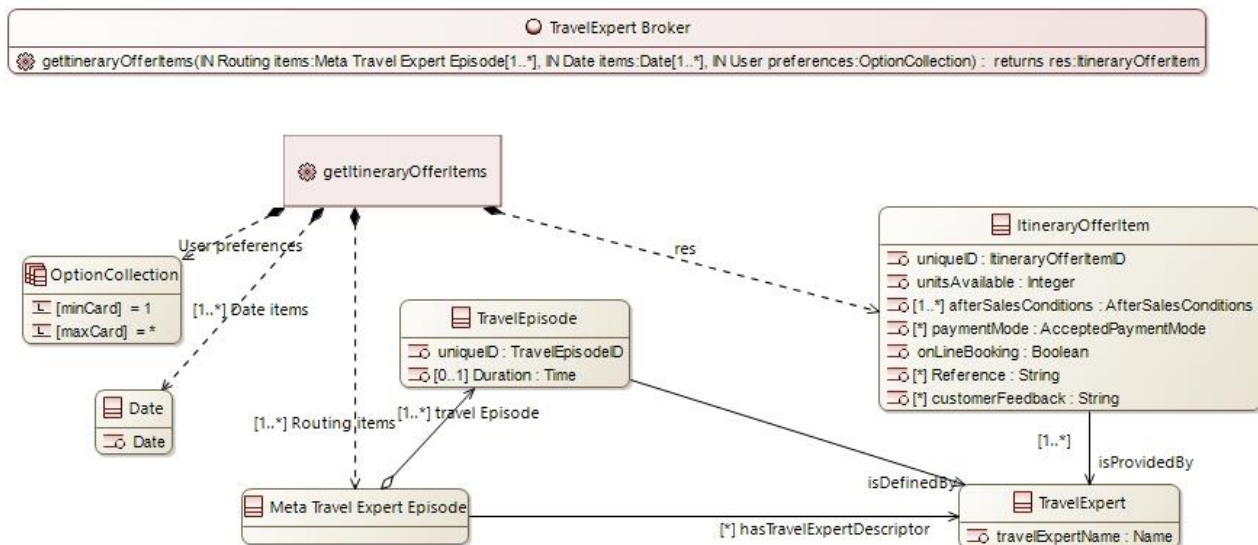 TravelExpert Broker
getItineraryOfferItems(IN Routing items:Meta Travel Expert Episode[1..*], IN Date items:Date[1..*], IN User preferences:OptionCollection) : returns res:ItineraryOfferItem
getItineraryOfferItems
User preferences
res
ItineraryOfferItem
uniqueID : ItineraryOfferItemID
unitsAvailable : Integer
[1..*] afterSalesConditions : AfterSalesConditions
[*] paymentMode : AcceptedPaymentMode
onLineBooking : Boolean
[*] Reference : String
[*] customerFeedback : String
OptionCollection
[minCard] = 1
[maxCard] = *
[1..*] Date items
TravelEpisode
uniqueID : TravelEpisodeID
[0..1] Duration : Time
Date
Date
[1..*] travel Episode
[1..*] Routing items
[1..*]
isProvidedBy
isDefinedBy
Meta Travel Expert Episode
[*] hasTravelExpertDescriptor
TravelExpert
travelExpertName : Name